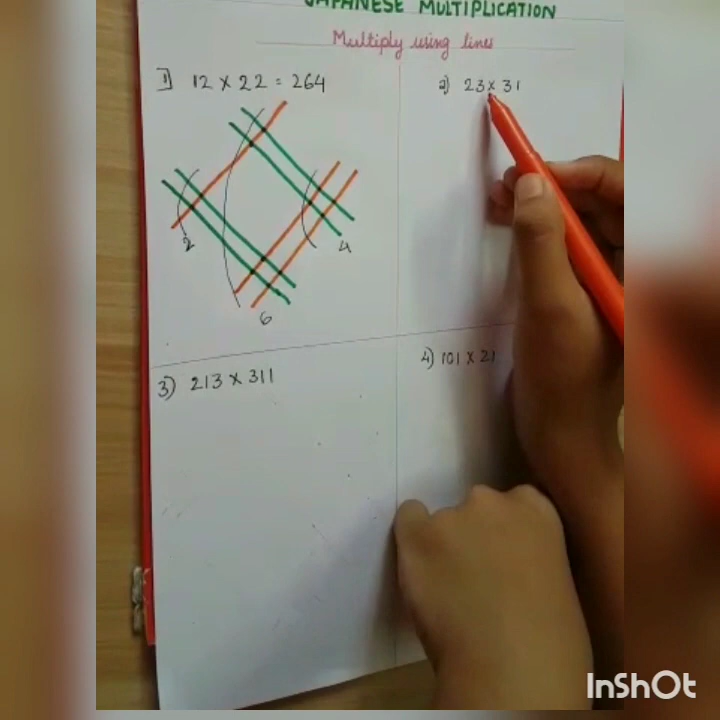 JAPANESE MULTIPLICATION
Multiply using lines
1) 12 × 22 = 264
2) 23 × 31
2
4
6
3) 213 × 311
4) 101 × 21
InShOt